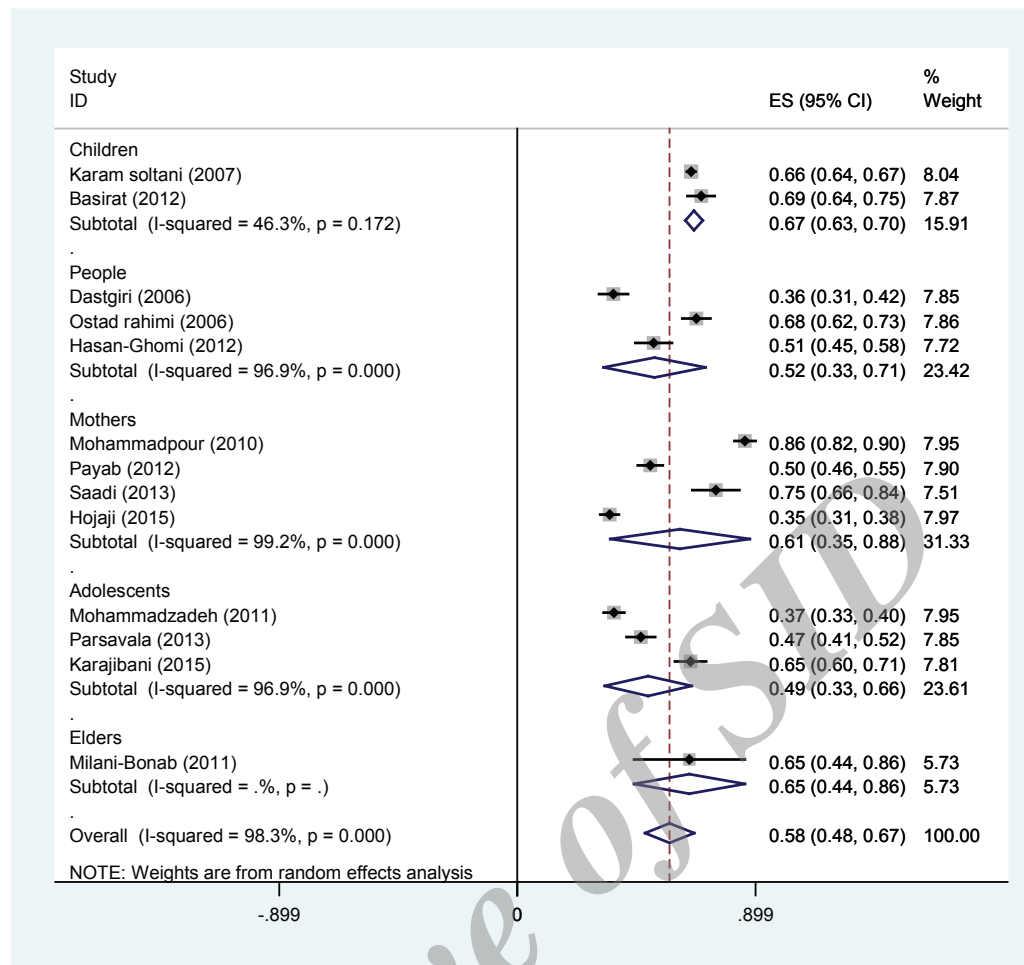 Study %
ID ES (95% CI) Weight
Children
Karam soltani (2007) 0.66 (0.64, 0.67) 8.04
Basirat (2012) 0.69 (0.64, 0.75) 7.87
Subtotal (I-squared = 46.3%, p = 0.172) 0.67 (0.63, 0.70) 15.91
.
People
Dastgiri (2006) 0.36 (0.31, 0.42) 7.85
Ostad rahimi (2006) 0.68 (0.62, 0.73) 7.86
Hasan-Ghomi (2012) 0.51 (0.45, 0.58) 7.72
Subtotal (I-squared = 96.9%, p = 0.000) 0.52 (0.33, 0.71) 23.42
.
Mothers
Mohammadpour (2010) 0.86 (0.82, 0.90) 7.95
Payab (2012) 0.50 (0.46, 0.55) 7.90
Saadi (2013) 0.75 (0.66, 0.84) 7.51
Hojaji (2015) 0.35 (0.31, 0.38) 7.97
Subtotal (I-squared = 99.2%, p = 0.000) 0.61 (0.35, 0.88) 31.33
.
Adolescents
Mohammadzadeh (2011) 0.37 (0.33, 0.40) 7.95
Parsavala (2013) 0.47 (0.41, 0.52) 7.85
Karajibani (2015) 0.65 (0.60, 0.71) 7.81
Subtotal (I-squared = 96.9%, p = 0.000) 0.49 (0.33, 0.66) 23.61
.
Elders
Milani-Bonab (2011) 0.65 (0.44, 0.86) 5.73
Subtotal (I-squared = .%, p = .) 0.65 (0.44, 0.86) 5.73
.
Overall (I-squared = 98.3%, p = 0.000) 0.58 (0.48, 0.67) 100.00
NOTE: Weights are from random effects analysis
-.899 0 .899
of SID